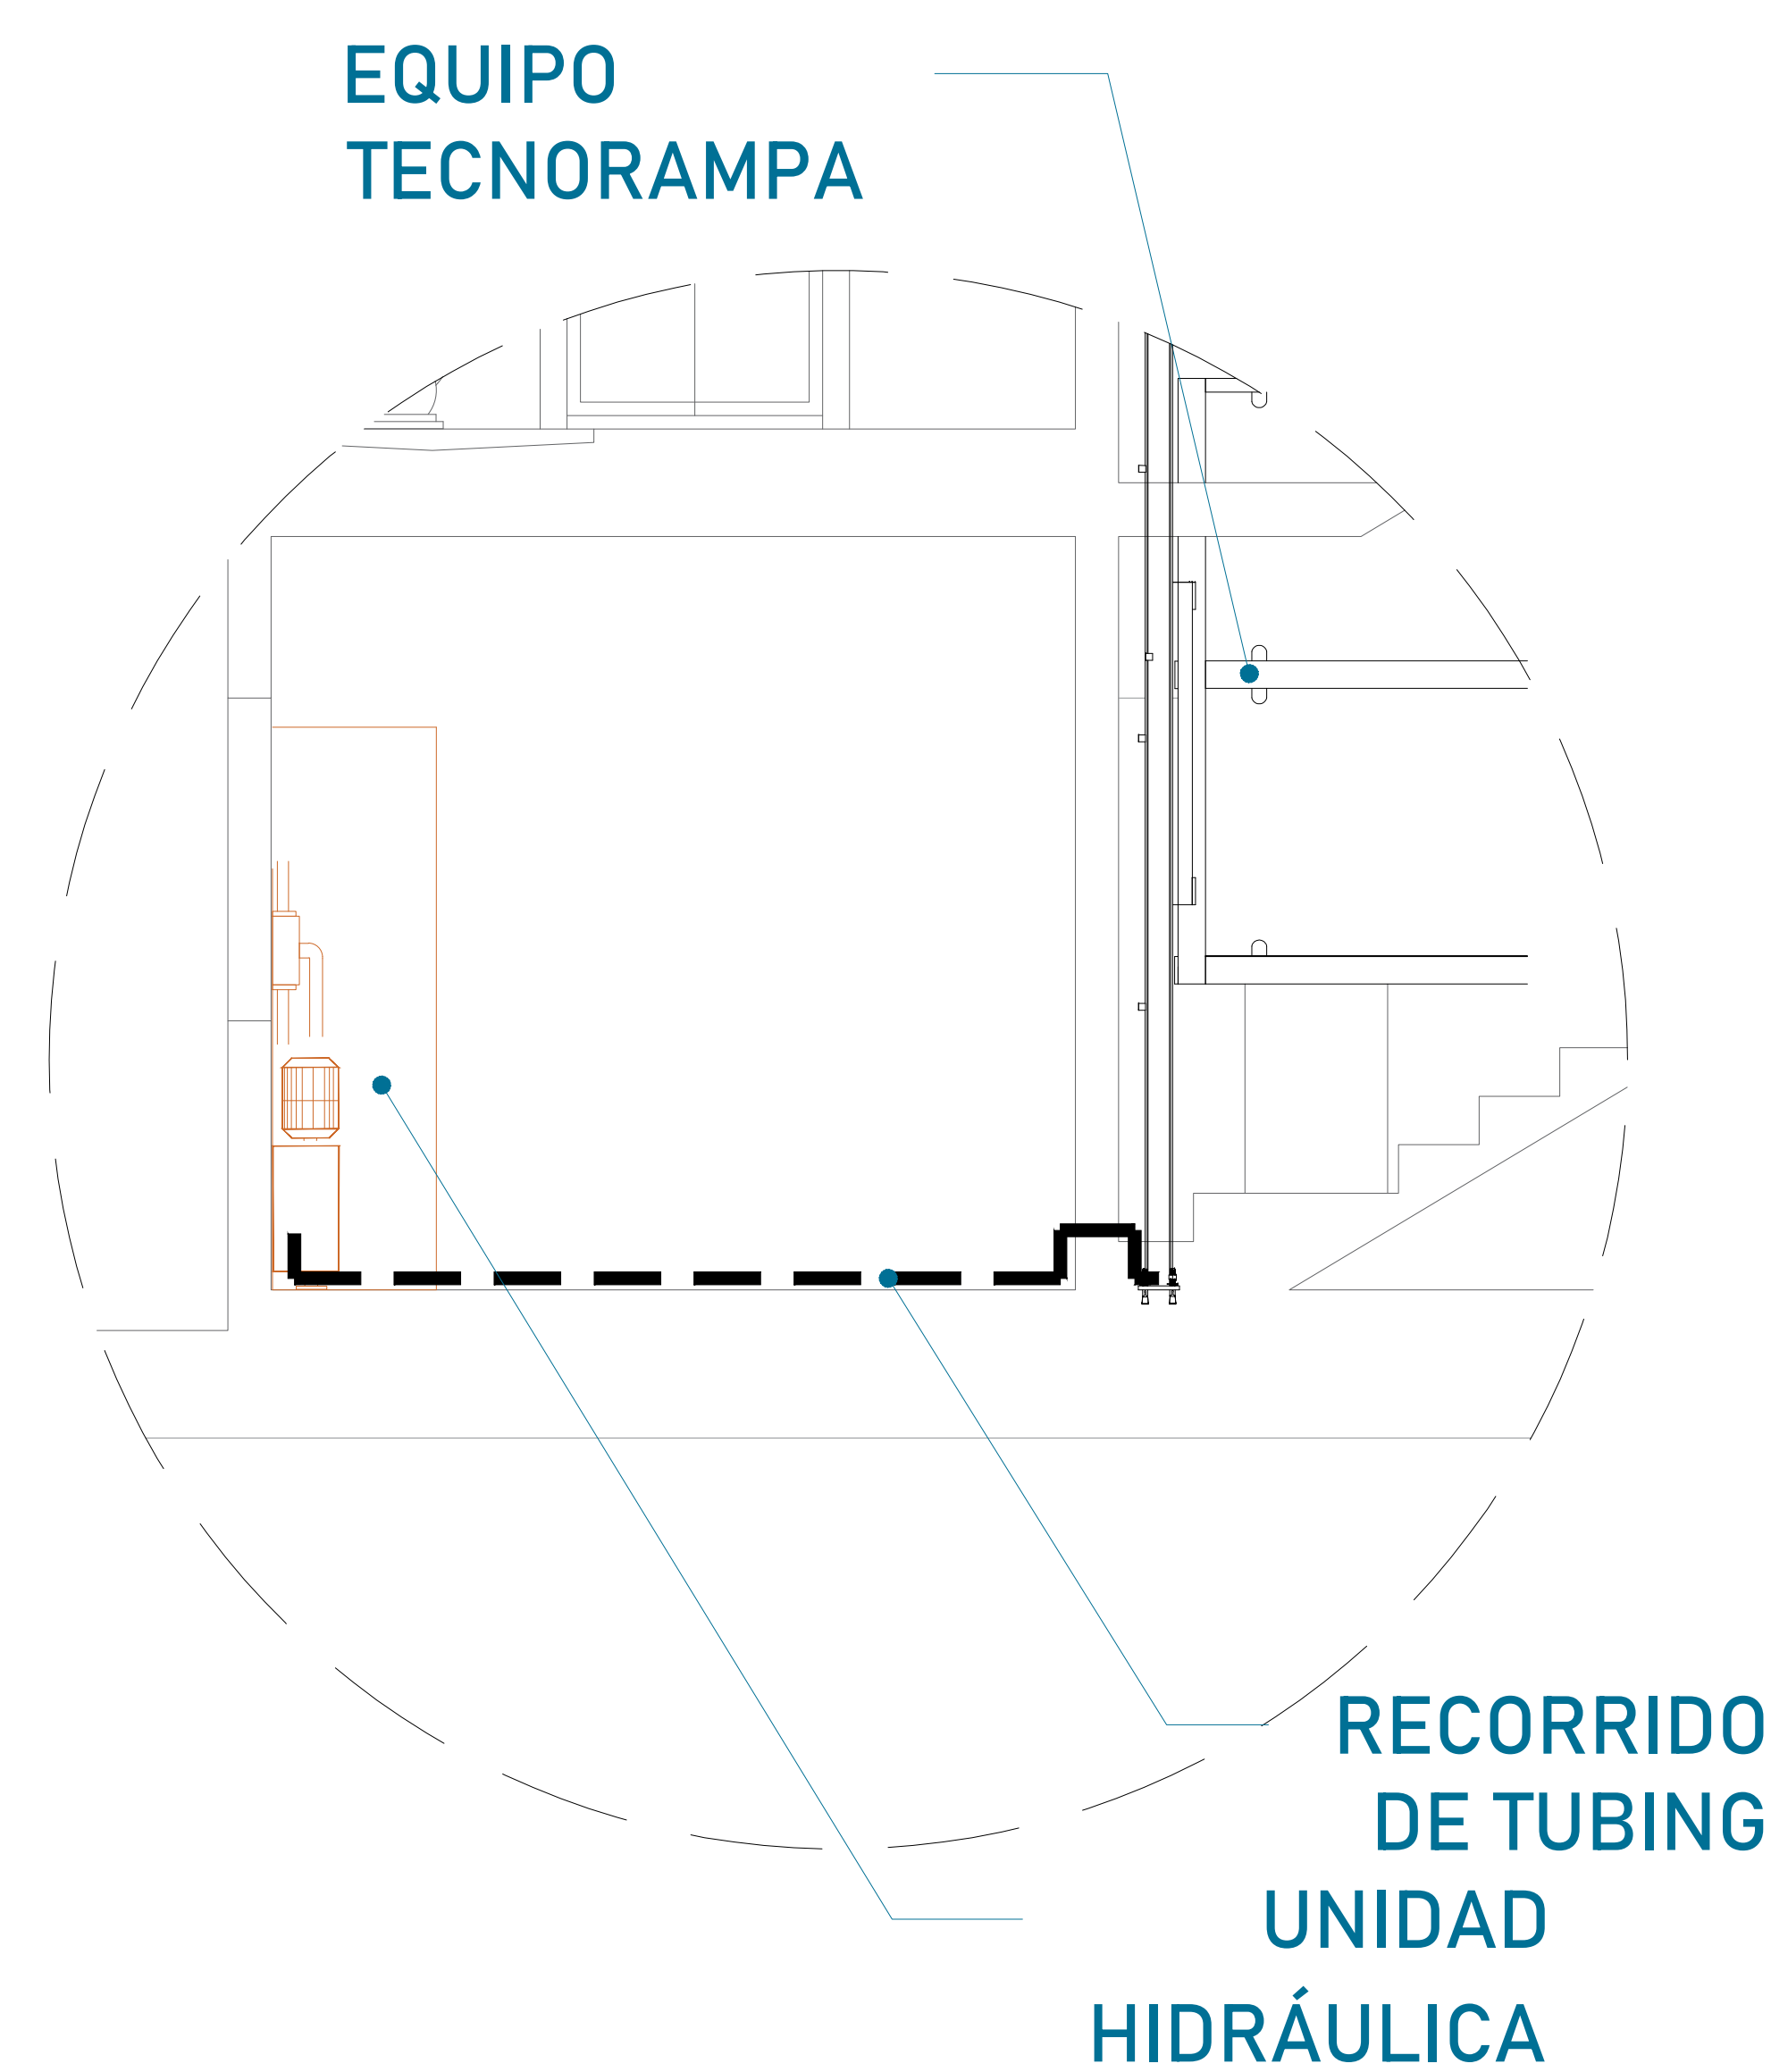 EQUIPO
TECNORAMPA
RECORRIDO
DE TUBING
UNIDAD
HIDRÁULICA